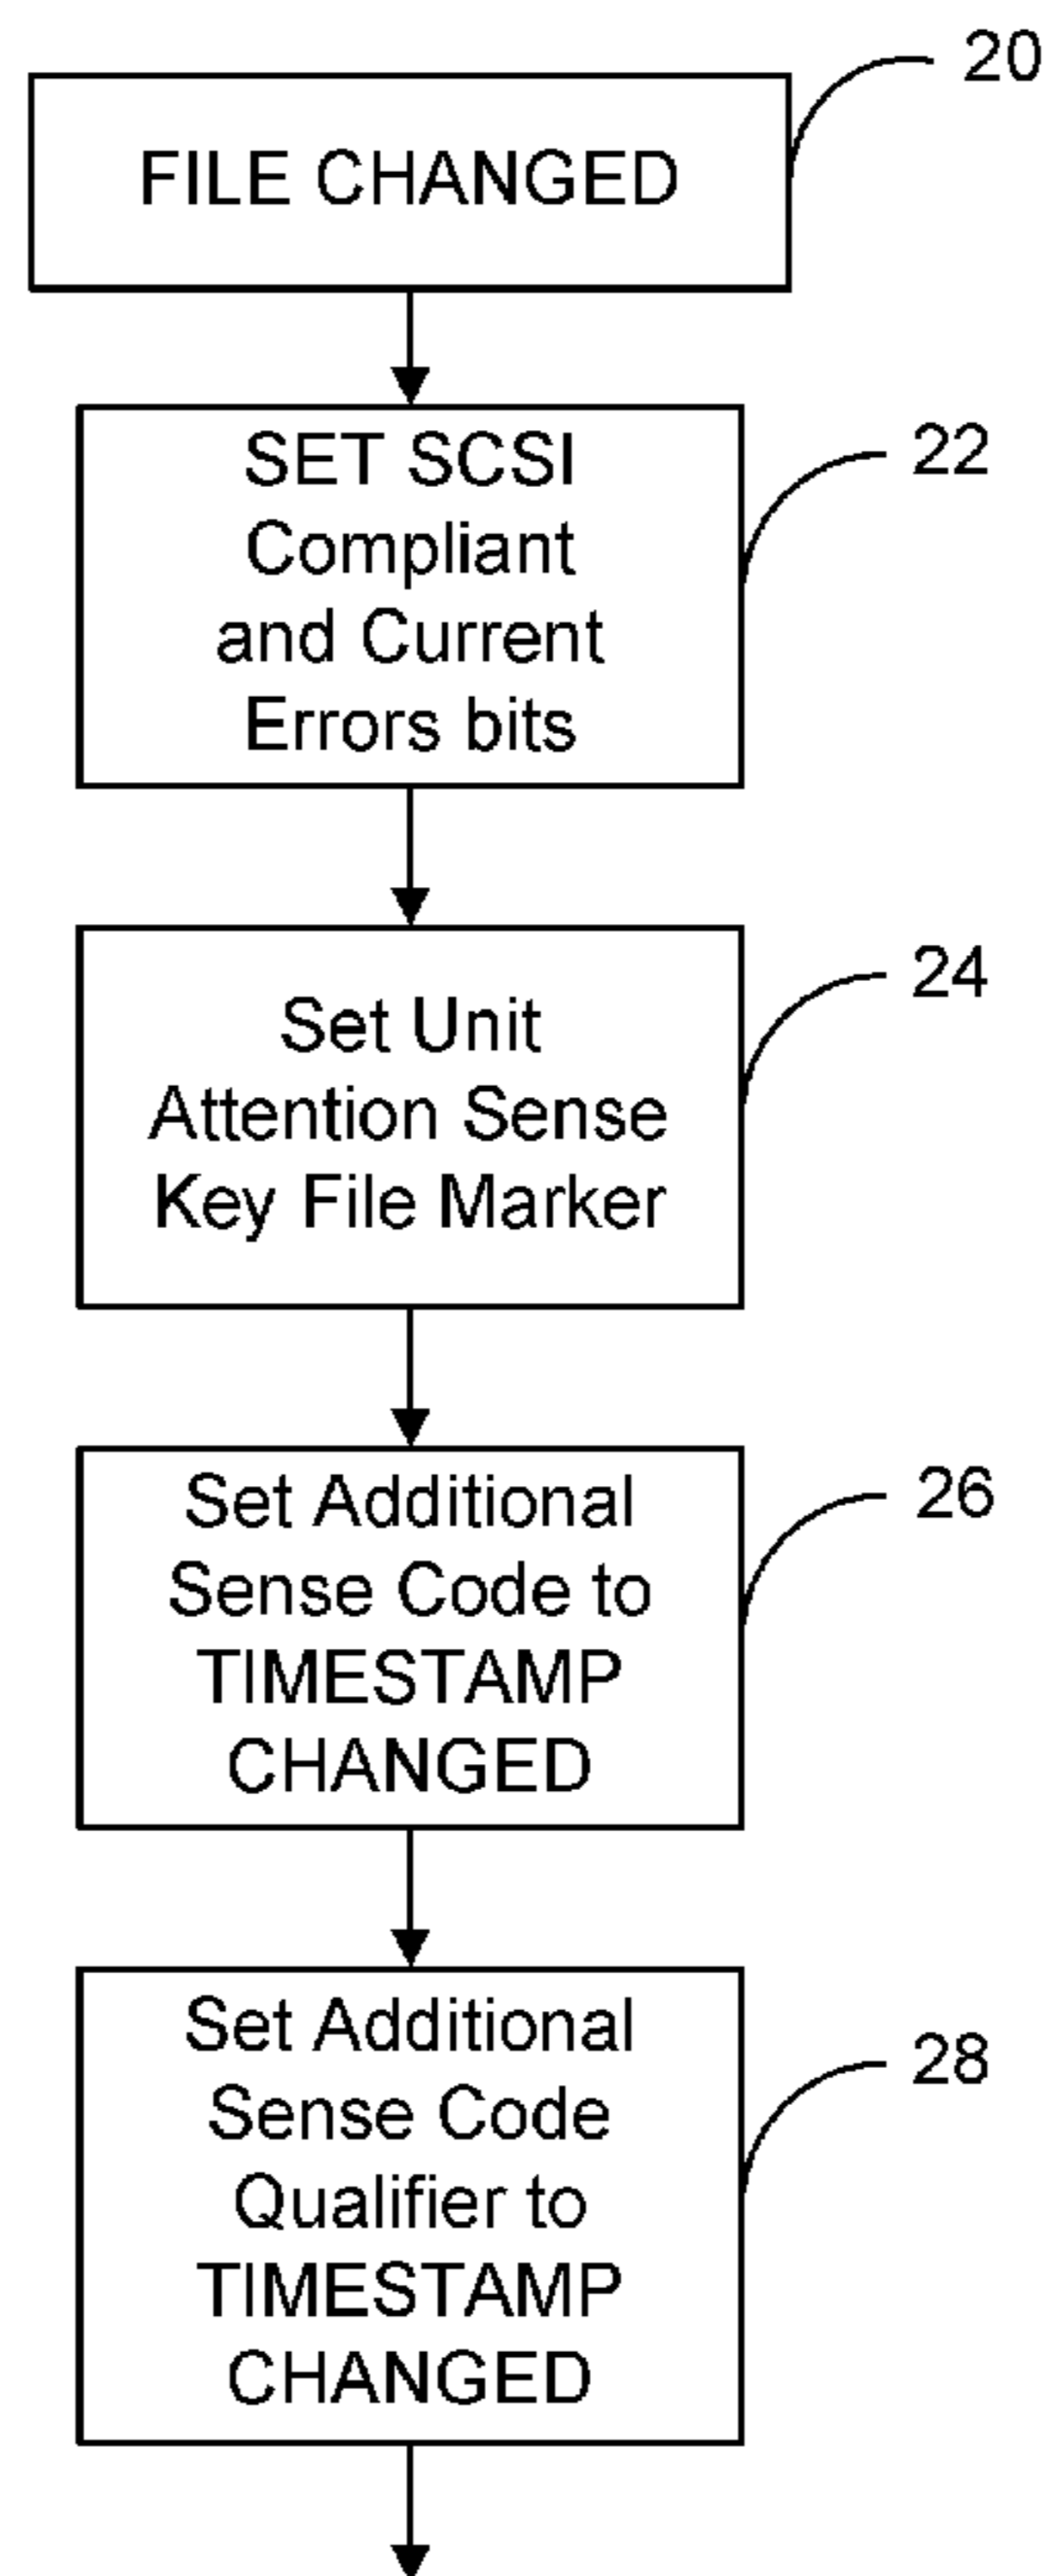 20
FILE CHANGED
22
SET SCSI
Compliant
and Current
Errors bits
24
Set Unit
Attention Sense
Key File Marker
26
Set Additional
Sense Code to
TIMESTAMP
CHANGED
28
Set Additional
Sense Code
Qualifier to
TIMESTAMP
CHANGED